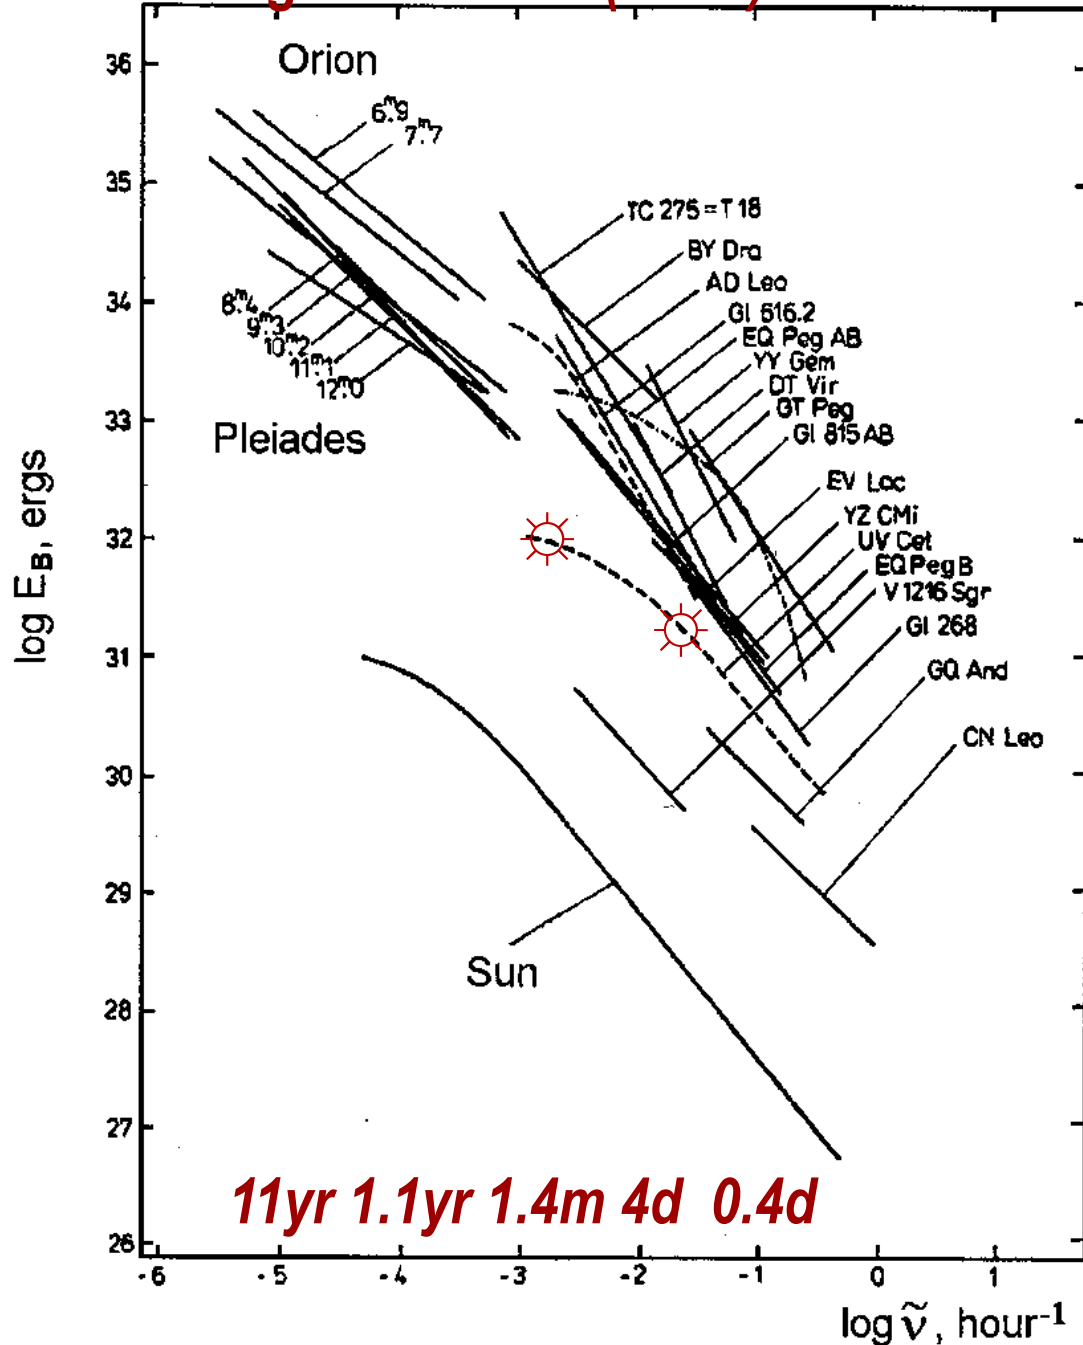 36
Orion
6.ᵐ9
7.ᵐ7
35
TC 275=T 18
BY Dra
AD Leo
34
8.ᵐ4
GI 616.2
9.ᵐ3
EQ Peg AB
10.ᵐ2
YY Gem
11.ᵐ1
DT Vir
12.ᵐ0
GT Peg
33
Pleiades
GI 815 AB
EV Lac
YZ CMi
32
UV Cet
EQ Peg B
V 1216 Sgr
log E_B, ergs
31
GI 268
GQ And
CN Leo
30
29
Sun
28
27
11yr 1.1yr 1.4m 4d 0.4d
26
-6 -5 -4 -3 -2 -1 0 1
log ν̃, hour⁻¹